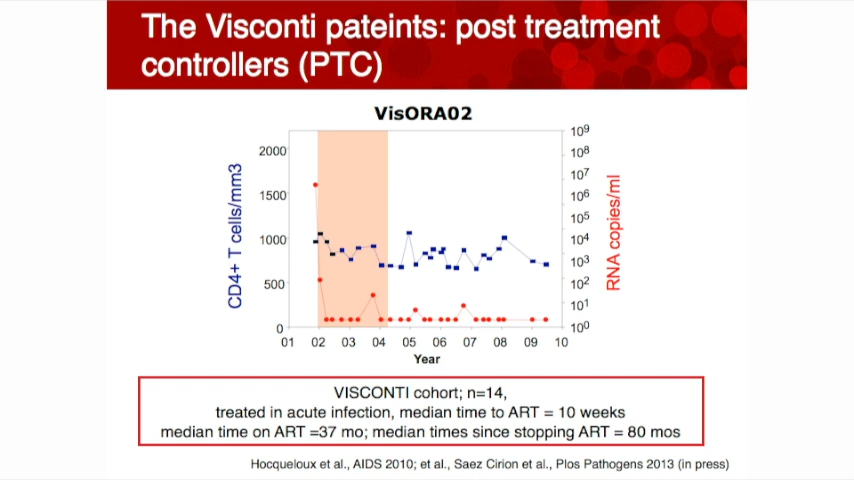 The Visconti pateints: post treatment
controllers (PTC)
VisORA02
CD4+ T cells/mm3
2000
1500
1000
500
0
10⁹
10⁸
10⁷
10⁶
10⁵
10⁴
10³
10²
10¹
10⁰
RNA copies/ml
01 02 03 04 05 06 07 08 09 10
Year
VISCONTI cohort; n=14,
treated in acute infection, median time to ART = 10 weeks
median time on ART =37 mo; median times since stopping ART = 80 mos
Hocqueloux et al., AIDS 2010; et al., Saez Cirion et al., Plos Pathogens 2013 (in press)